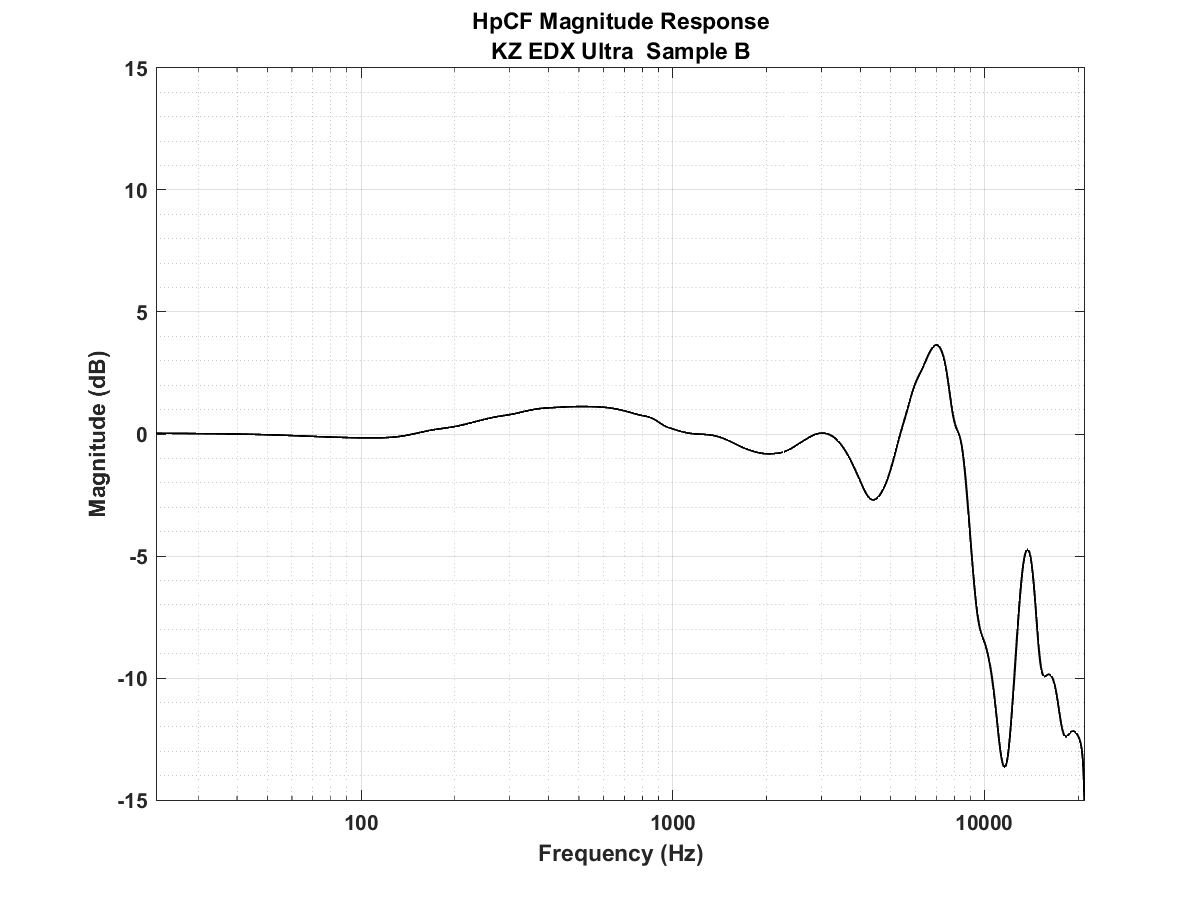 HpCF Magnitude Response
KZ EDX Ultra  Sample B
15
10
5
0
-5
-10
-15
Magnitude (dB)
100
1000
10000
Frequency (Hz)